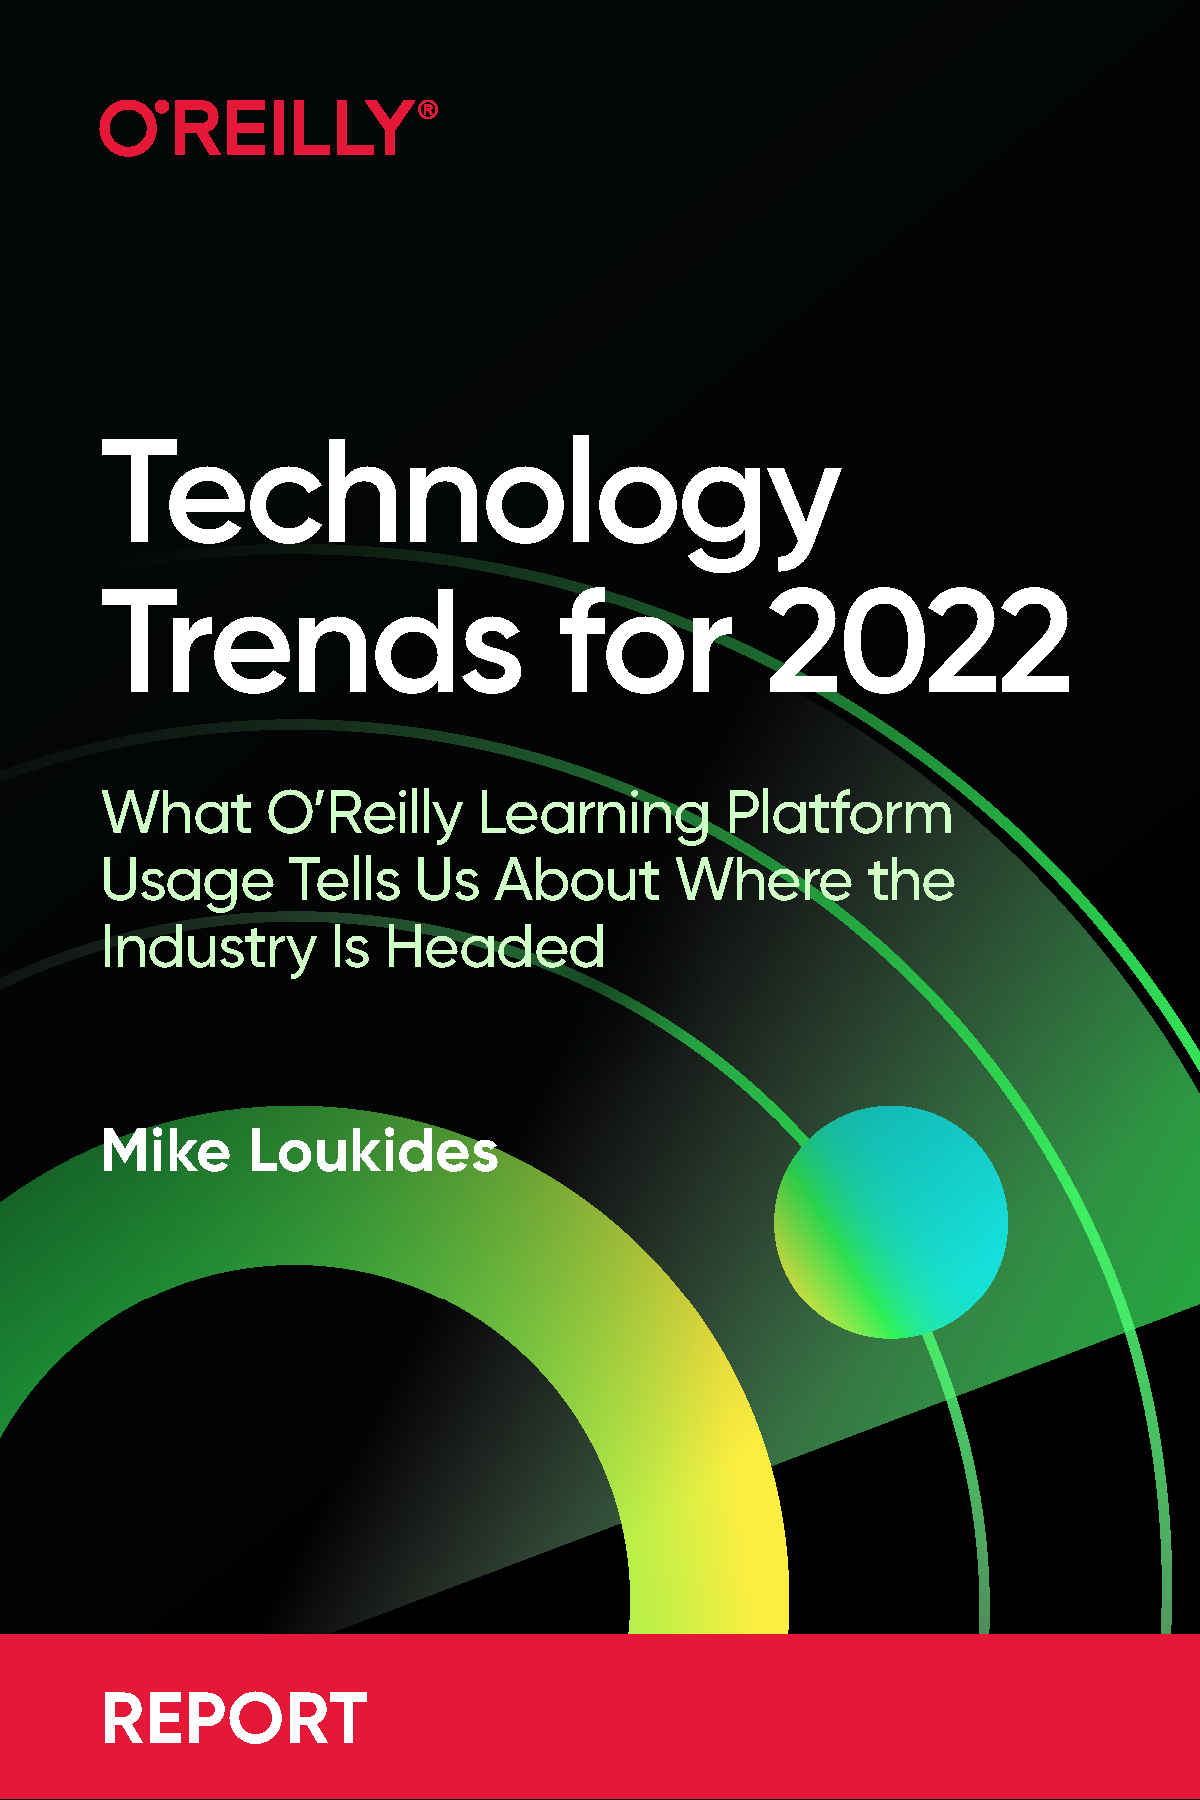 O'REILLY®
Technology
Trends for 2022
What O’Reilly Learning Platform
Usage Tells Us About Where the
Industry Is Headed
Mike Loukides
REPORT